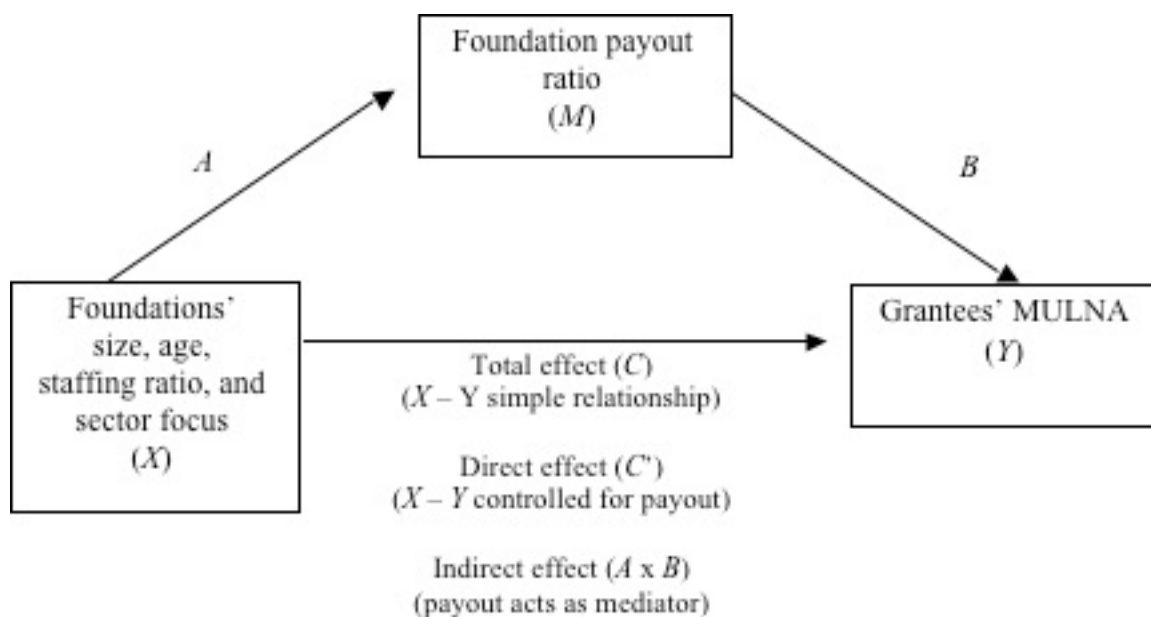 Foundation payout
ratio
(M)
A
B
Foundations’
size, age,
staffing ratio, and
sector focus
(X)
Grantees’ MULNA
(Y)
Total effect (C)
(X – Y simple relationship)
Direct effect (C’)
(X – Y controlled for payout)
Indirect effect (A x B)
(payout acts as mediator)